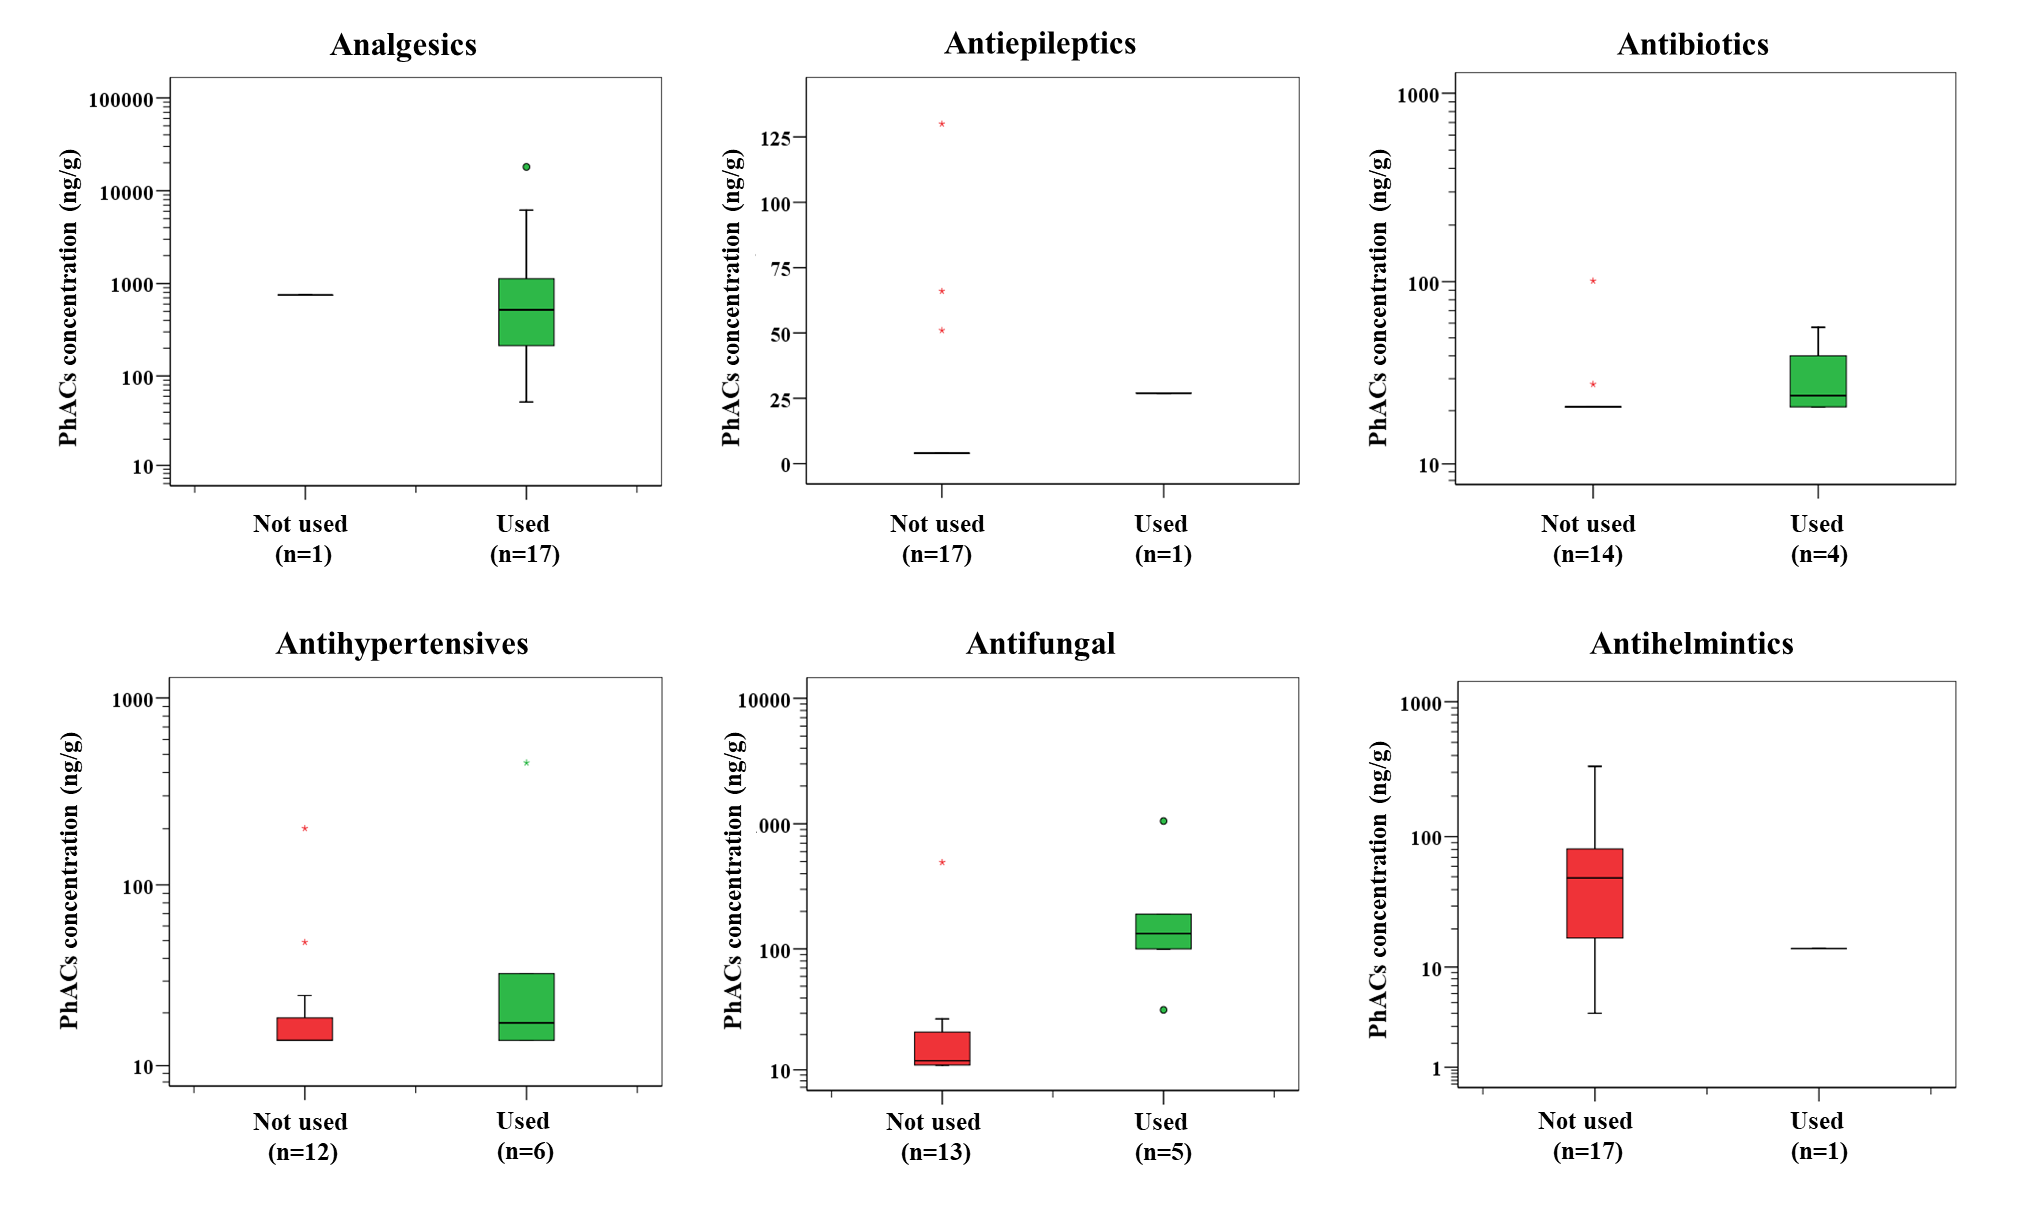 Analgesics
PhACs concentration (ng/g)
100000
10000
1000
100
10
Not used
(n=1)
Used
(n=17)
Antiepileptics
PhACs concentration (ng/g)
125
100
75
50
25
0
Not used
(n=17)
Used
(n=1)
Antibiotics
PhACs concentration (ng/g)
1000
100
10
Not used
(n=14)
Used
(n=4)
Antihypertensives
PhACs concentration (ng/g)
1000
100
10
Not used
(n=12)
Used
(n=6)
Antifungal
PhACs concentration (ng/g)
10000
000
100
10
Not used
(n=13)
Used
(n=5)
Antihelmintics
PhACs concentration (ng/g)
1000
100
10
1
Not used
(n=17)
Used
(n=1)